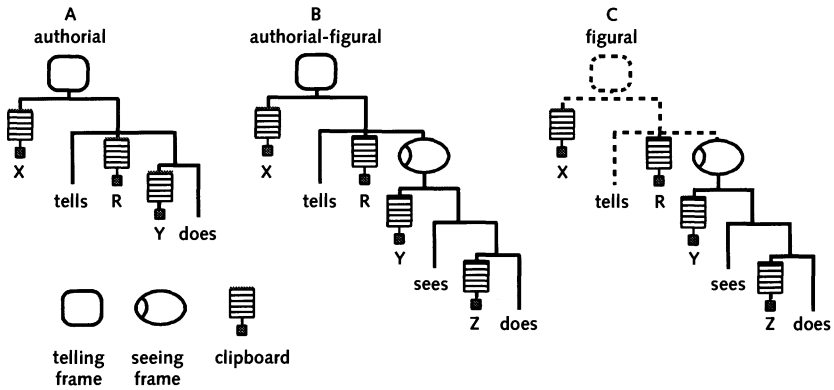 A
authorial
B
authorial-figural
C
figural
X
tells
R
Y
does
X
tells
R
Y
sees
Z
does
X
tells
R
Y
sees
Z
does
telling
frame
seeing
frame
clipboard